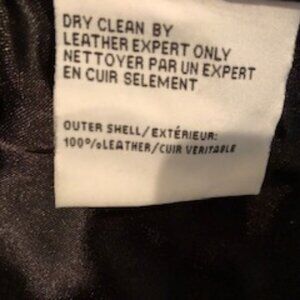 DRY CLEAN BY
LEATHER EXPERT ONLY
NETTOYER PAR UN EXPERT
EN CUIR SELEMENT
OUTER SHELL/EXTÉRIEUR:
100%LEATHER/CUIR VERITABLE